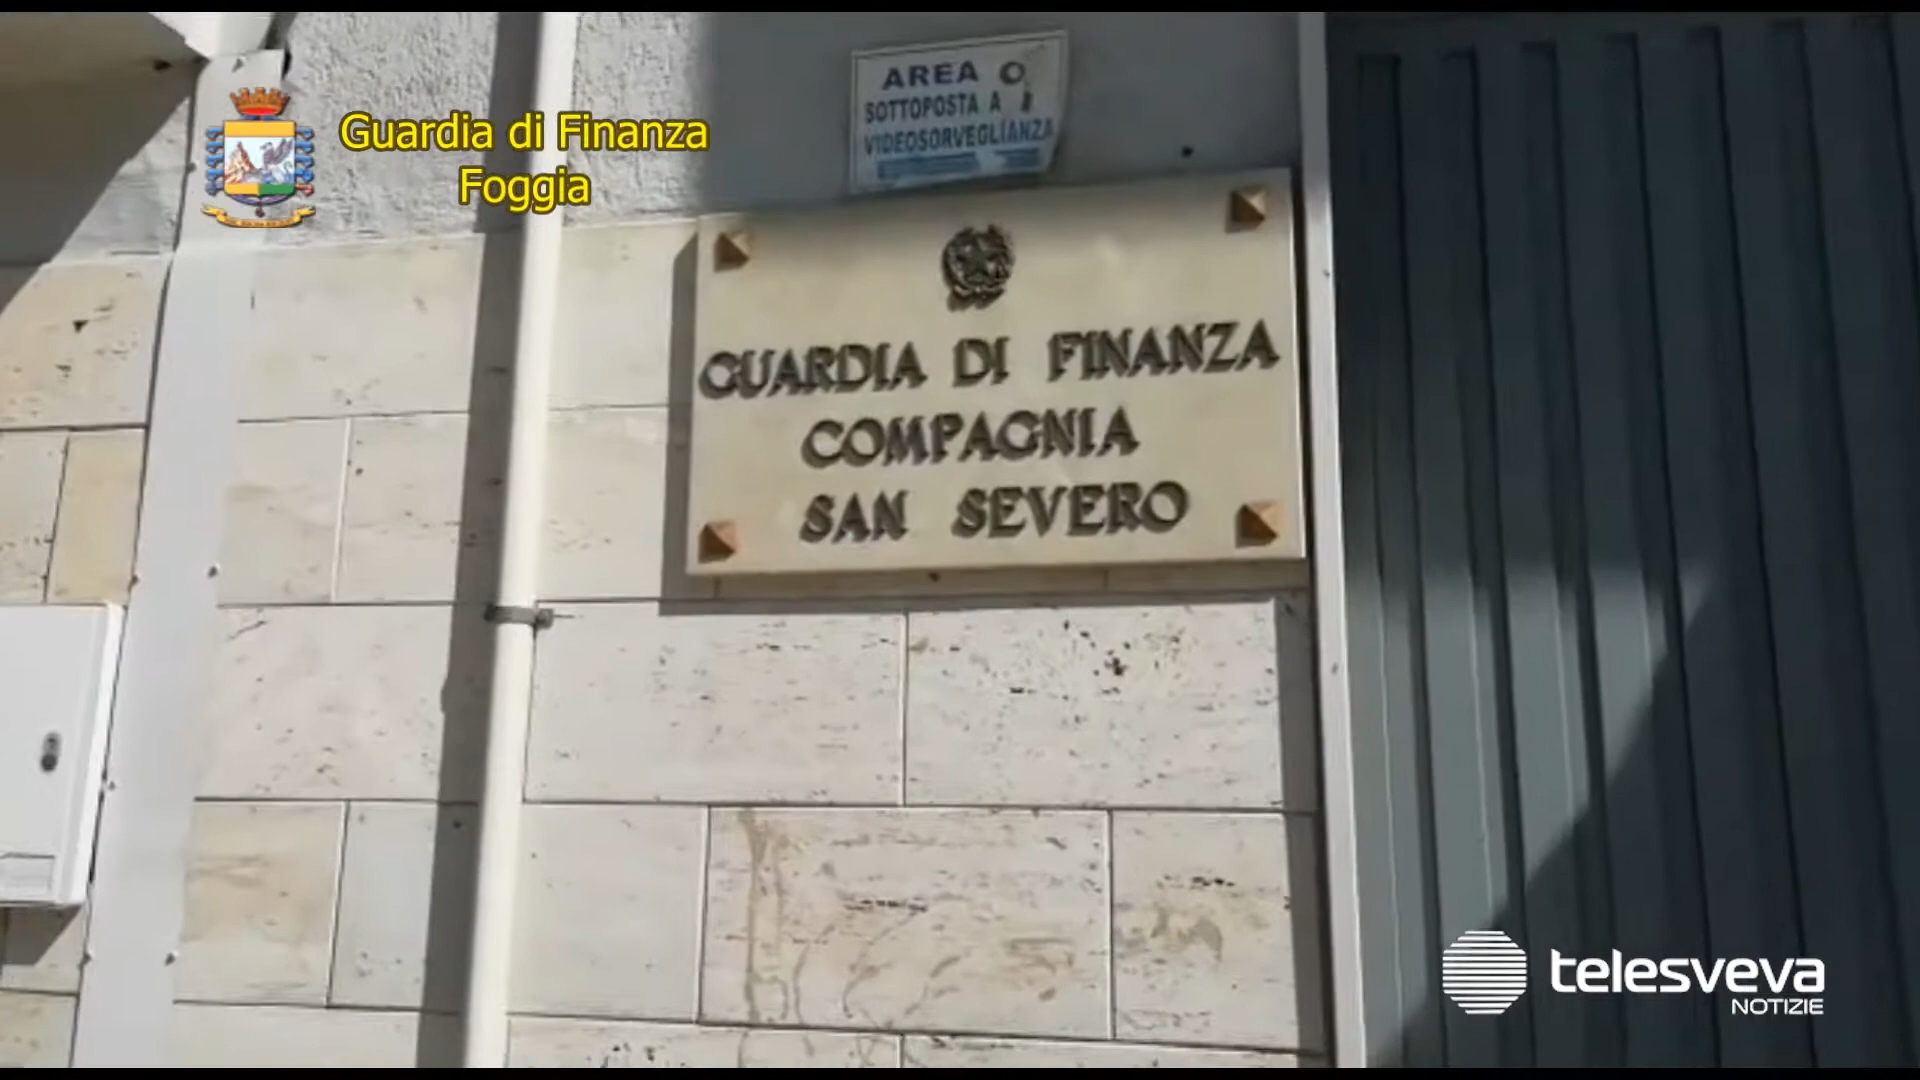 Guardia di Finanza
Foggia
AREA
SOTTOPOSTA A
VIDEOSORVEGLIANZA
GUARDIA DI FINANZA
COMPAGNIA
SAN SEVERO
telesveva
NOTIZIE